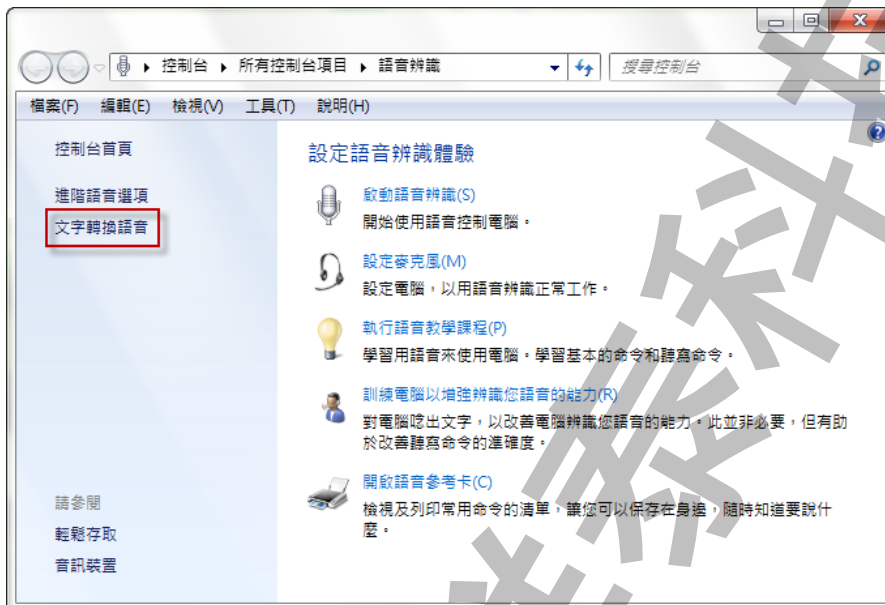 控制台 ▸ 所有控制台項目 ▸ 語音辨識
搜尋控制台
檔案(F) 編輯(E) 檢視(V) 工具(T) 說明(H)
控制台首頁
進階語音選項
文字轉換語音
請參閱
輕鬆存取
音訊裝置
設定語音辨識體驗
啟動語音辨識(S)
開始使用語音控制電腦。
設定麥克風(M)
設定電腦，以用語音辨識正常工作。
執行語音教學課程(P)
學習用語音來使用電腦。學習基本的命令和聽寫命令。
訓練電腦以增強辨識您語音的能力(R)
對電腦唸出文字，以改善電腦辨識您語音的能力。此並非必要，但有助
於改善聽寫命令的準確度。
開啟語音參考卡(C)
檢視及列印常用命令的清單，讓您可以保存在身邊，隨時知道要說什
麼。